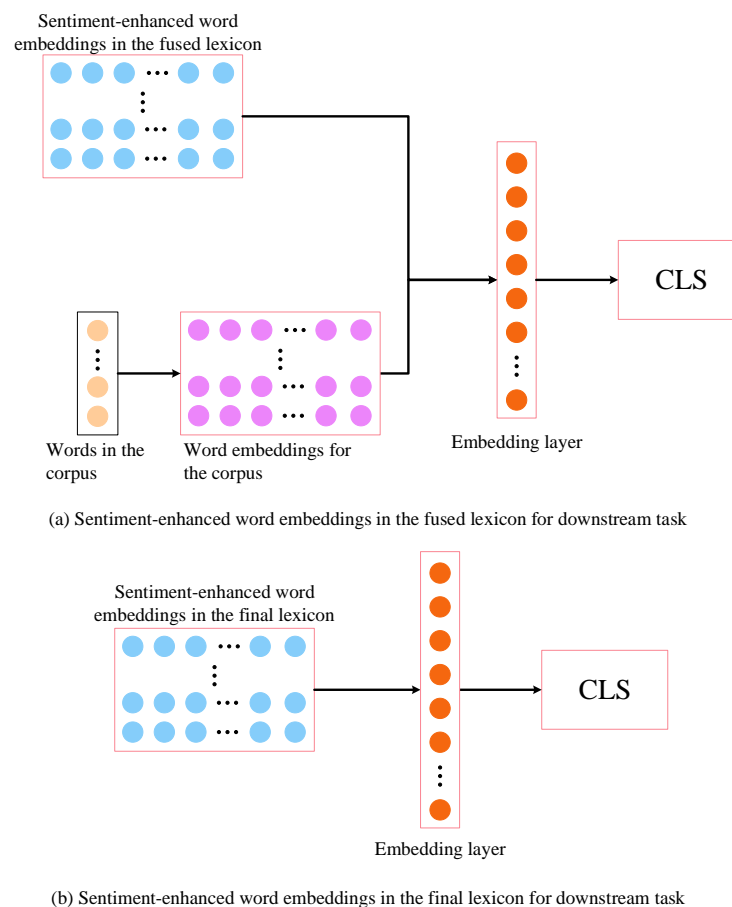 Sentiment-enhanced word
embeddings in the fused lexicon
CLS
Embedding layer
Words in the
corpus
Word embeddings for
the corpus
(a) Sentiment-enhanced word embeddings in the fused lexicon for downstream task
Sentiment-enhanced word
embeddings in the final lexicon
CLS
Embedding layer
(b) Sentiment-enhanced word embeddings in the final lexicon for downstream task